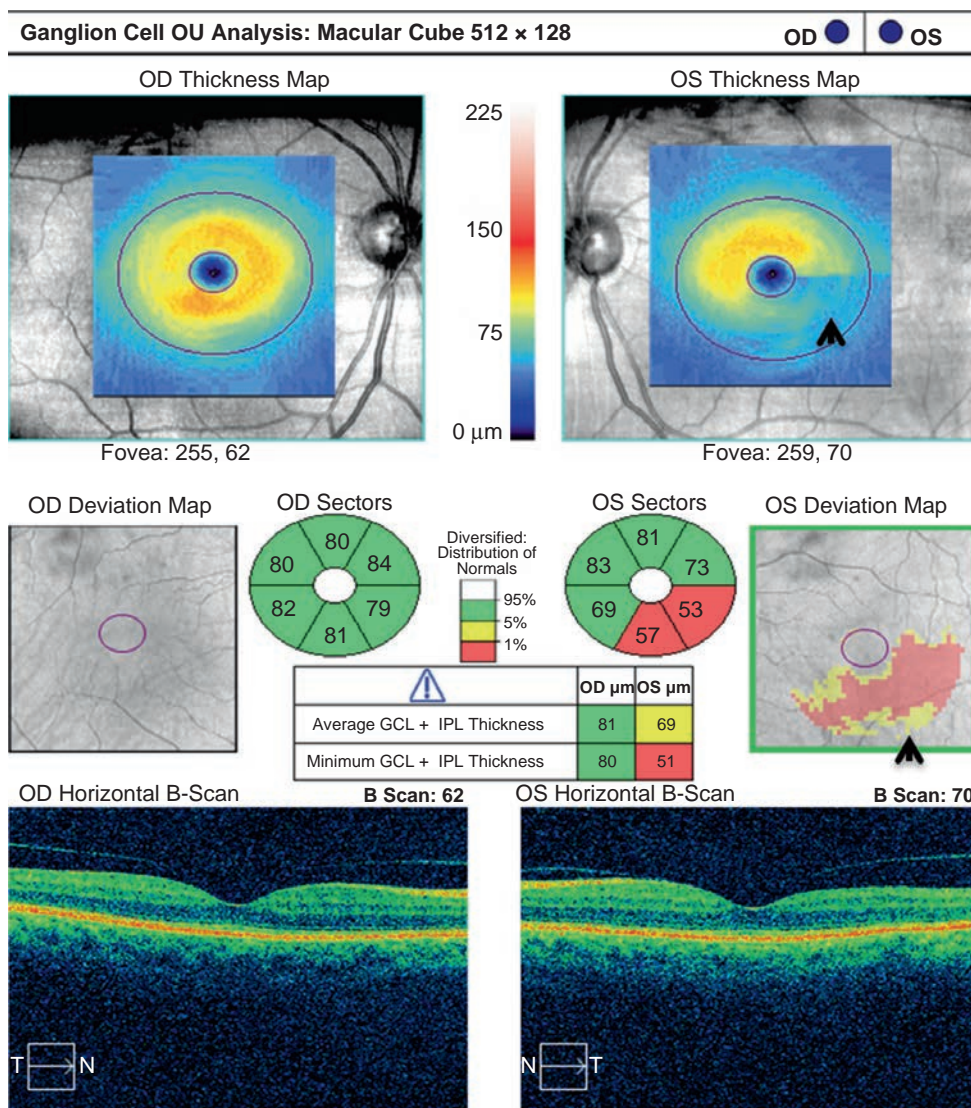 Ganglion Cell OU Analysis: Macular Cube 512 × 128
OD OS
OD Thickness Map
OS Thickness Map
225
150
75
0 μm
Fovea: 255, 62
Fovea: 259, 70
OD Deviation Map
OD Sectors
80
84
79
81
82
80
Diversified:
Distribution of
Normals
95%
5%
1%
OS Sectors
81
73
53
57
69
83
OS Deviation Map
OD μm OS μm
Average GCL + IPL Thickness 81 69
Minimum GCL + IPL Thickness 80 51
OD Horizontal B-Scan
B Scan: 62
OS Horizontal B-Scan
B Scan: 70
T N
N T